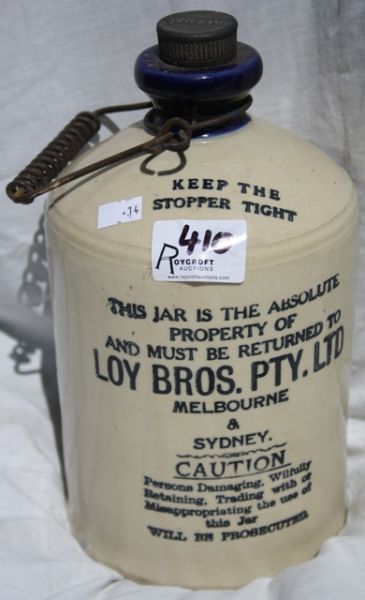 KEEP THE
STOPPER TIGHT
.74
410
ROYCROFT
AUCTIONS
THIS JAR IS THE ABSOLUTE
PROPERTY OF
AND MUST BE RETURNED TO
LOY BROS. PTY. LTD
MELBOURNE
&
SYDNEY.
CAUTION
Persons Damaging, Wilfully
Retaining, Trading with or
Misappropriating the use of
this Jar
WILL BE PROSECUTED